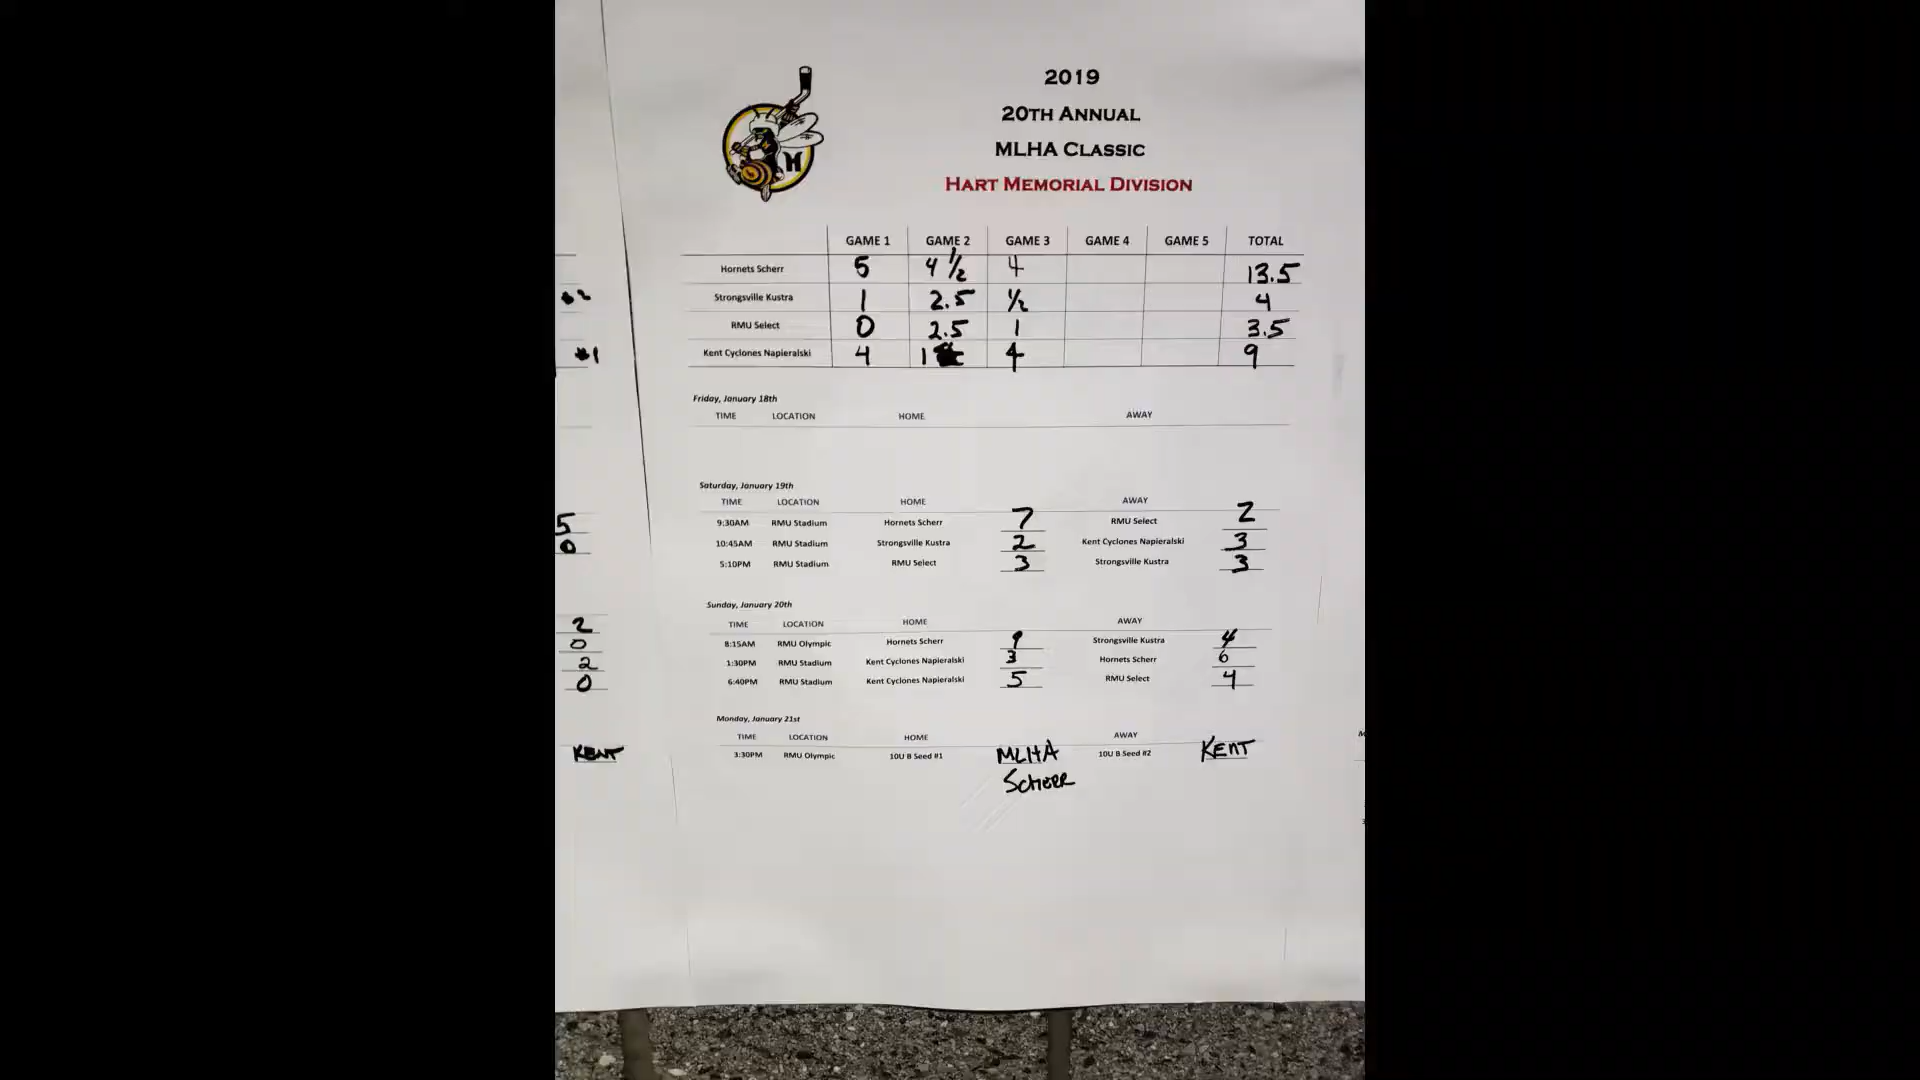 2019
20TH ANNUAL
MLHA CLASSIC
HART MEMORIAL DIVISION
H
GAME 1 GAME 2 GAME 3 GAME 4 GAME 5 TOTAL
Hornets Scherr 5 4 1/2 4 13.5
Strongsville Kustra 1 2.5 1/2 4
RMU Select 0 2.5 1 3.5
Kent Cyclones Napieralski 4 1 4 9
#1
Friday, January 18th
TIME LOCATION HOME AWAY
Saturday, January 19th
TIME LOCATION HOME AWAY
9:30AM RMU Stadium Hornets Scherr 7 RMU Select 2
10:45AM RMU Stadium Strongsville Kustra 2 Kent Cyclones Napieralski 3
5:10PM RMU Stadium RMU Select 3 Strongsville Kustra 3
5
0
Sunday, January 20th
TIME LOCATION HOME AWAY
8:15AM RMU Olympic Hornets Scherr 9 Strongsville Kustra 4
1:30PM RMU Stadium Kent Cyclones Napieralski 3 Hornets Scherr 6
6:40PM RMU Stadium Kent Cyclones Napieralski 5 RMU Select 4
2
0
2
0
Monday, January 21st
TIME LOCATION HOME AWAY
3:30PM RMU Olympic 10U B Seed #1 MLHA SCHERR 10U B Seed #2 KENT
KENT